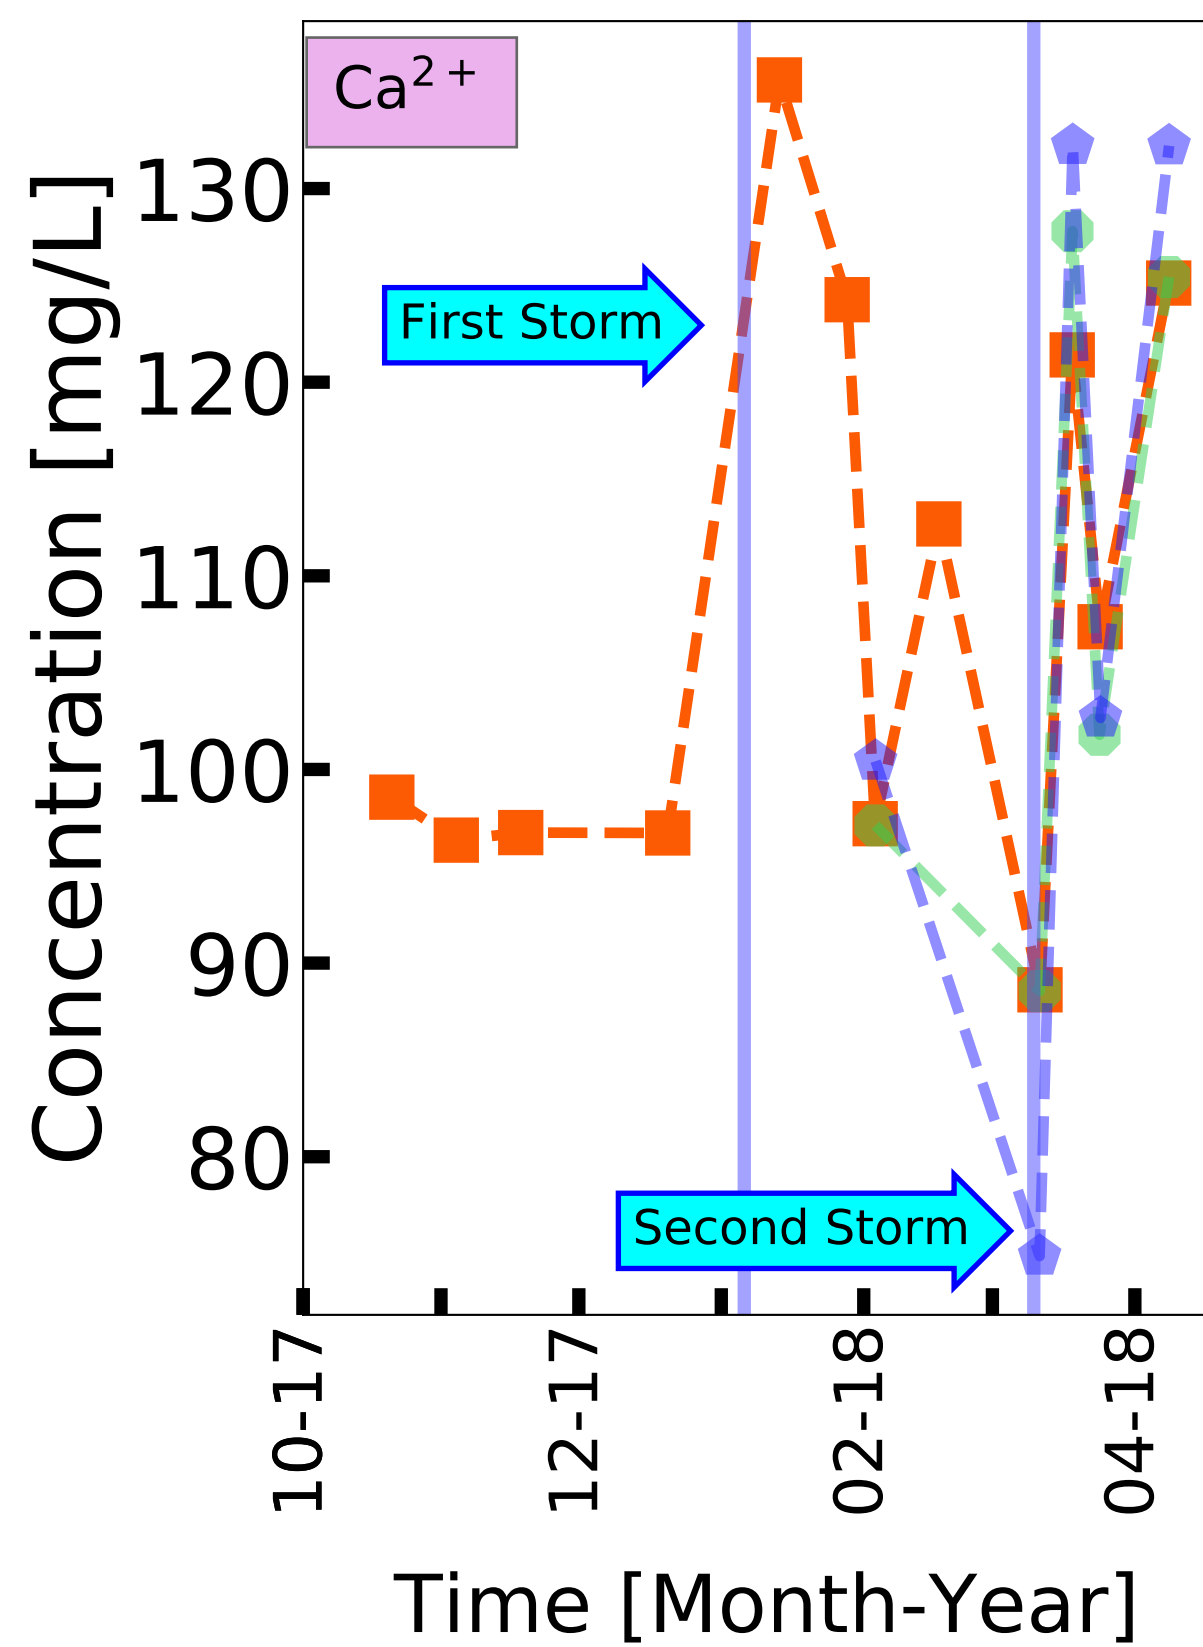 Ca²⁺
Concentration [mg/L]
130
120
110
100
90
80
First Storm
Second Storm
10-17
12-17
02-18
04-18
Time [Month-Year]